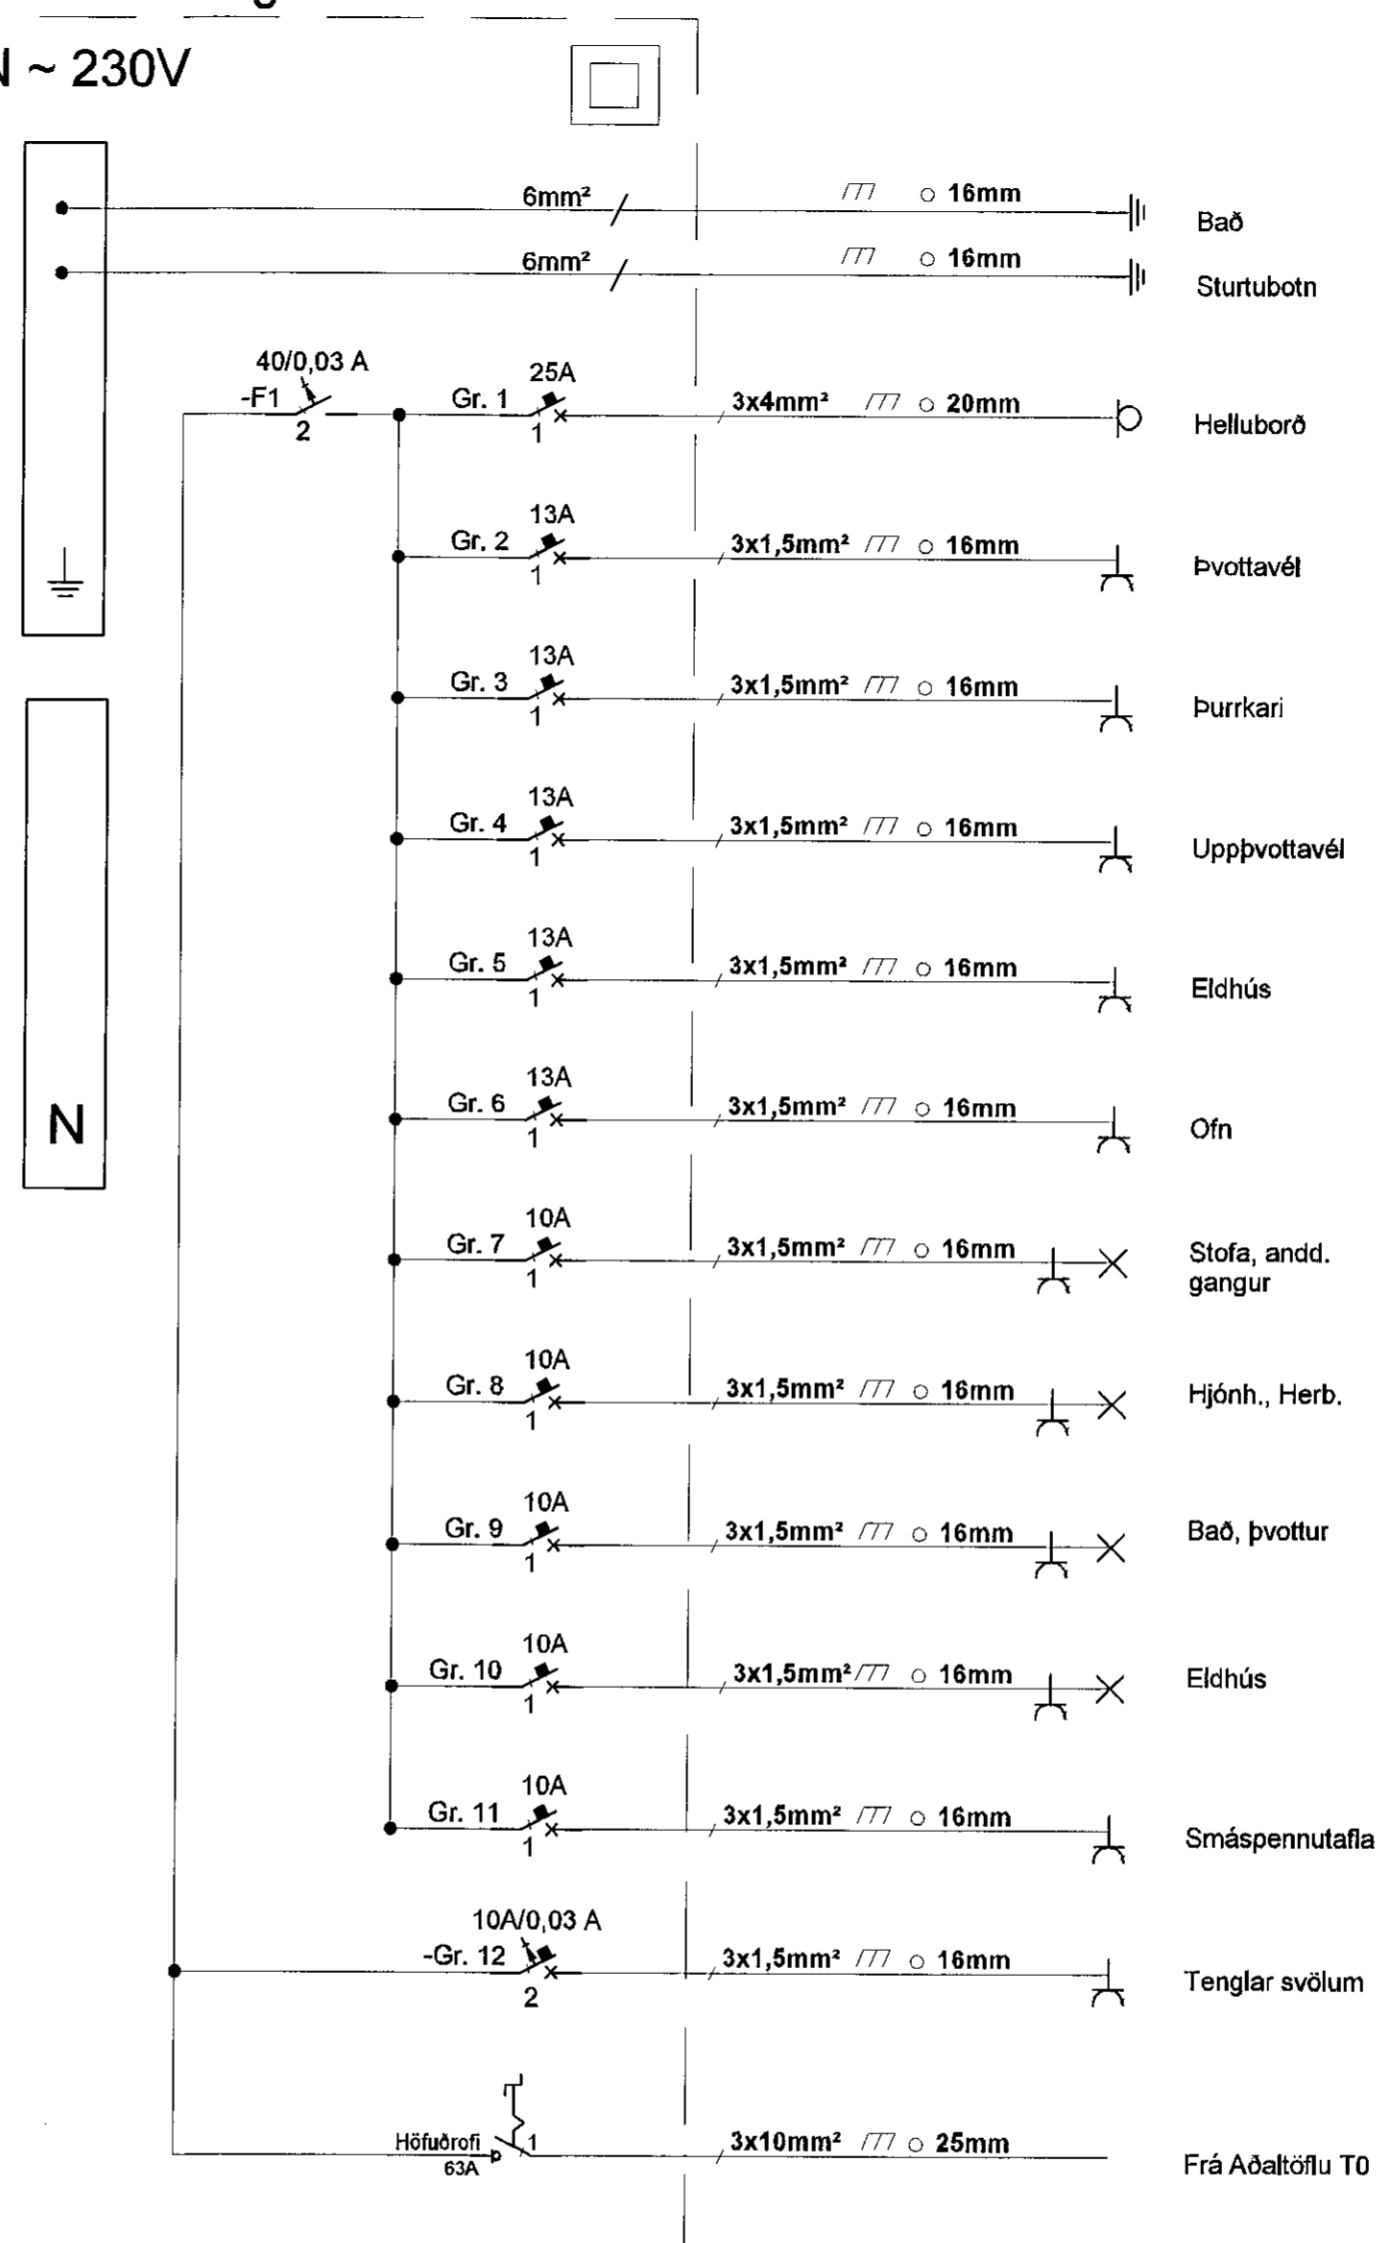 N ~ 230V
6mm² 16mm Bað
6mm² 16mm Sturtubotn
40/0,03 A
-F1
2
25A
Gr. 1 3x4mm² 20mm Helluborð
1
13A
Gr. 2 3x1,5mm² 16mm Þvottavél
1
13A
Gr. 3 3x1,5mm² 16mm Þurrkari
1
13A
Gr. 4 3x1,5mm² 16mm Uppþvottavél
1
13A
Gr. 5 3x1,5mm² 16mm Eldhús
1
13A
Gr. 6 3x1,5mm² 16mm Ofn
1
N
10A
Gr. 7 3x1,5mm² 16mm Stofa, andd.
gangur
1
10A
Gr. 8 3x1,5mm² 16mm Hjónh., Herb.
1
10A
Gr. 9 3x1,5mm² 16mm Bað, þvottur
1
10A
Gr. 10 3x1,5mm² 16mm Eldhús
1
10A
Gr. 11 3x1,5mm² 16mm Smáspennutafla
1
10A/0,03 A
-Gr. 12 3x1,5mm² 16mm Tenglar svölum
2
Höfuðrofi 1 3x10mm² 25mm Frá Aðaltöflu T0
63A